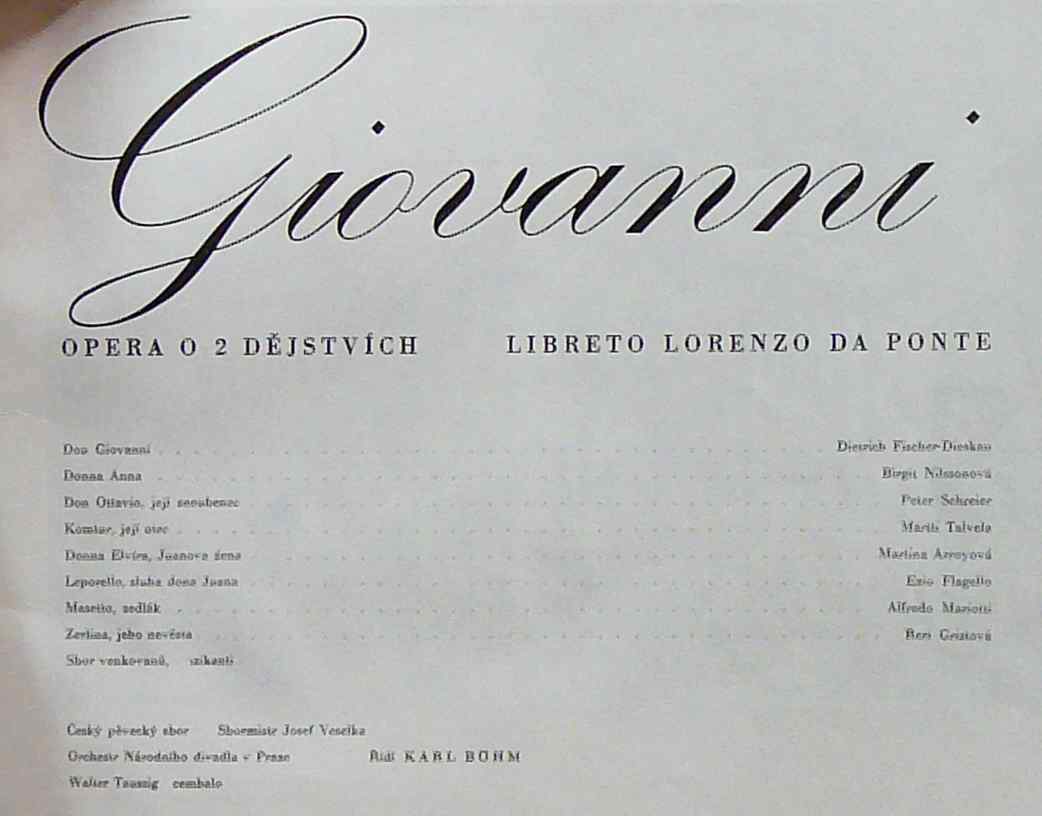 Giovanni
OPERA O 2 DĚJSTVÍCH LIBRETO LORENZO DA PONTE
Don Giovanni . . . . . . . . . . . . . . . . . . . . . . . . Dietrich Fischer-Dieskau
Donna Anna . . . . . . . . . . . . . . . . . . . . . . . . Birgit Nilssonová
Don Ottavio, její snoubenec . . . . . . . . . . . . . . . . . . . . Peter Schreier
Komtur, její otec . . . . . . . . . . . . . . . . . . . . . . . Martti Talvela
Donna Elvíra, Juanova žena . . . . . . . . . . . . . . . . . . . . Martina Arroyová
Leporello, sluha dona Juana . . . . . . . . . . . . . . . . . . . . Ezio Flagello
Masetto, sedlák . . . . . . . . . . . . . . . . . . . . . . . Alfredo Mariotti
Zerlina, jeho nevěsta . . . . . . . . . . . . . . . . . . . . . . Reri Gristová
Sbor venkovanů, muzikanti
Český pěvecký sbor Sbormistr Josef Veselka
Orchestr Národního divadla v Praze Řídí KARL BÖHM
Walter Taussig cembalo